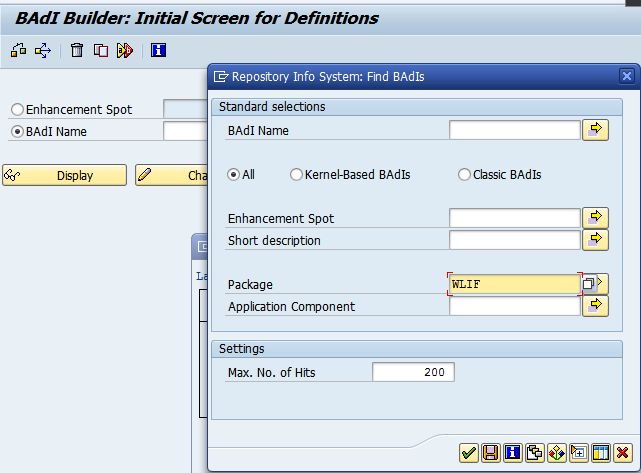 BAdI Builder: Initial Screen for Definitions
Repository Info System: Find BAdIs
Standard selections
Enhancement Spot
BAdI Name
BAdI Name
All Kernel-Based BAdIs Classic BAdIs
Display
Cha
Enhancement Spot
Short description
La
Package WLIF
Application Component
Settings
Max. No. of Hits 200